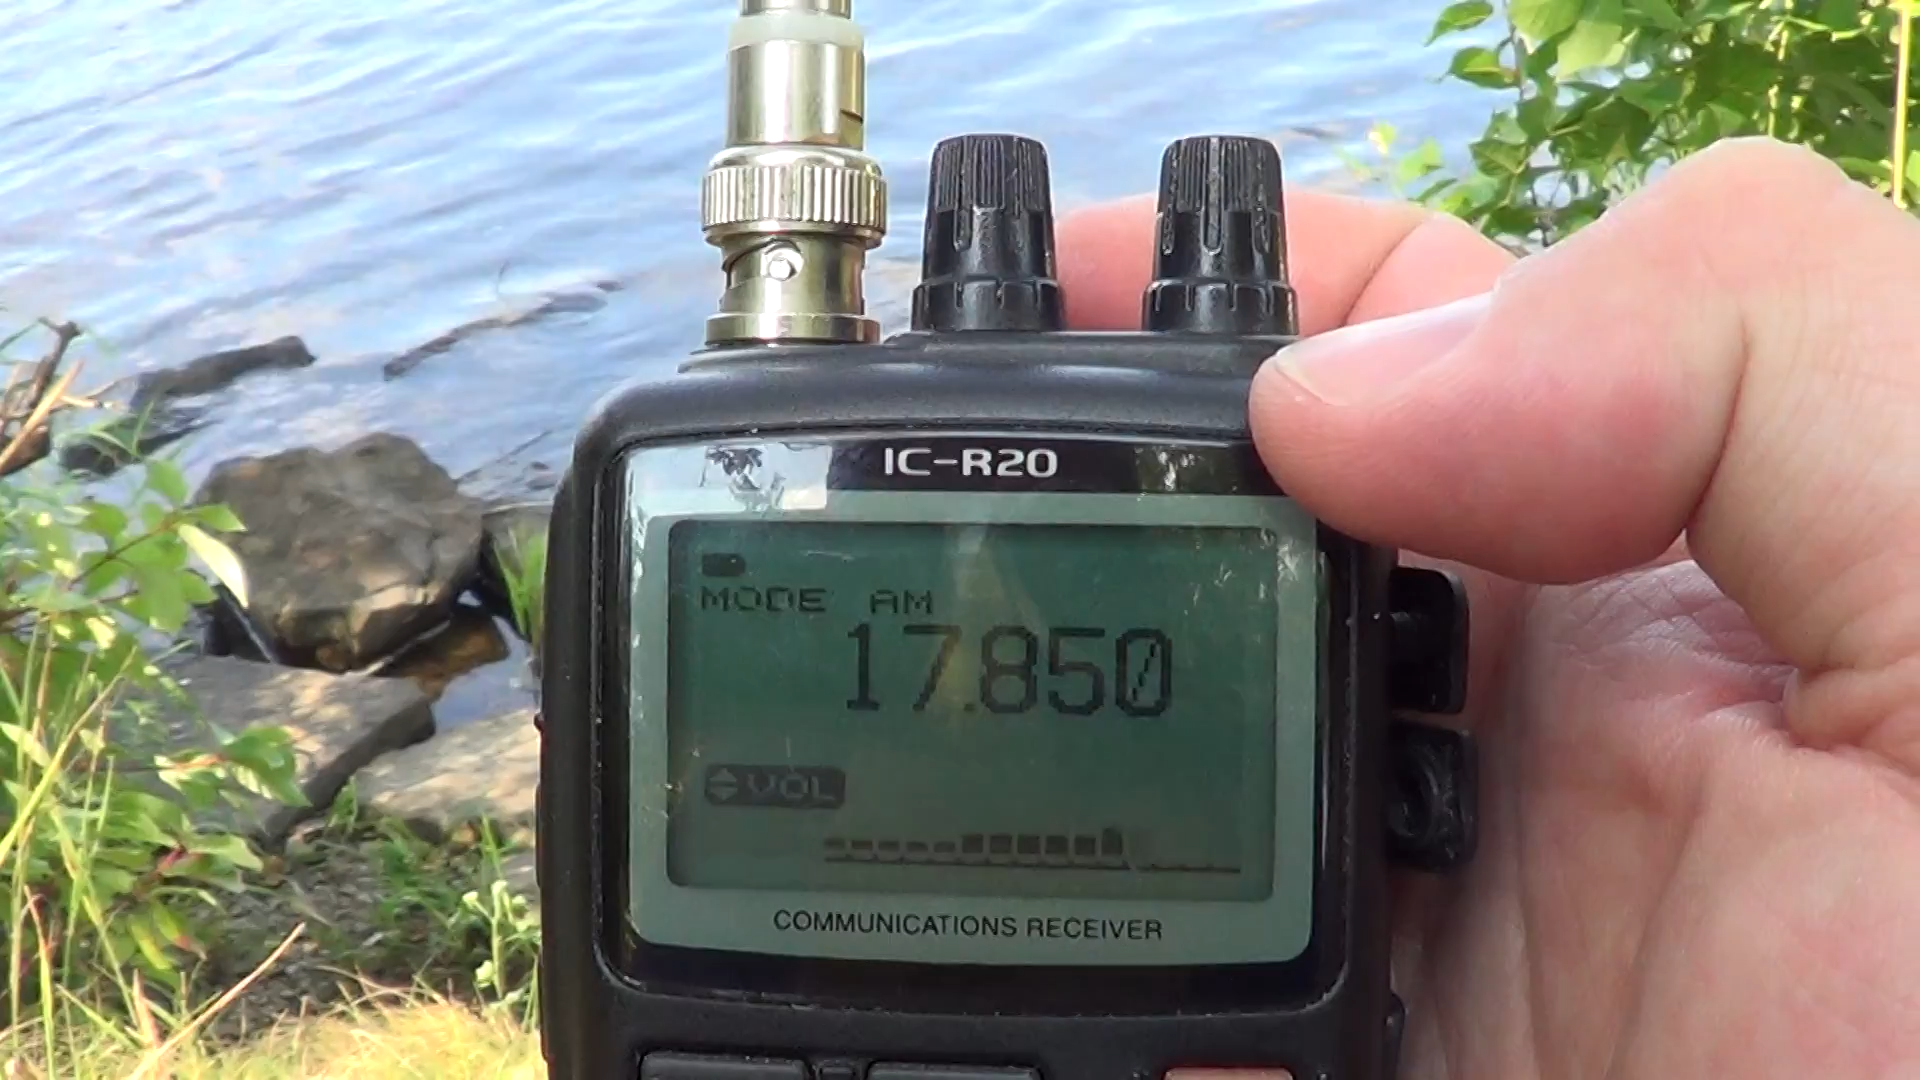 IC-R20
MODE AM
17.850
VOL
COMMUNICATIONS RECEIVER